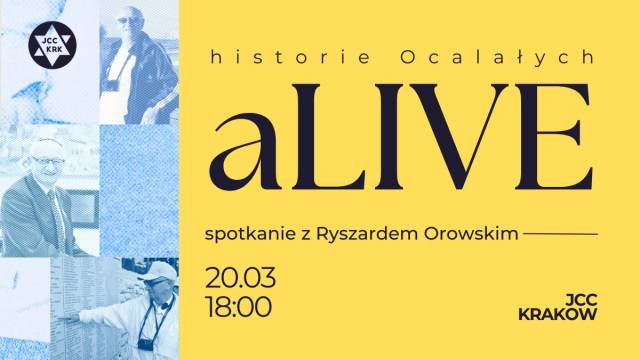 JCC
KRK
historie Ocalałych
aLIVE
spotkanie z Ryszardem Orowskim
20.03
18:00
JCC
KRAKOW